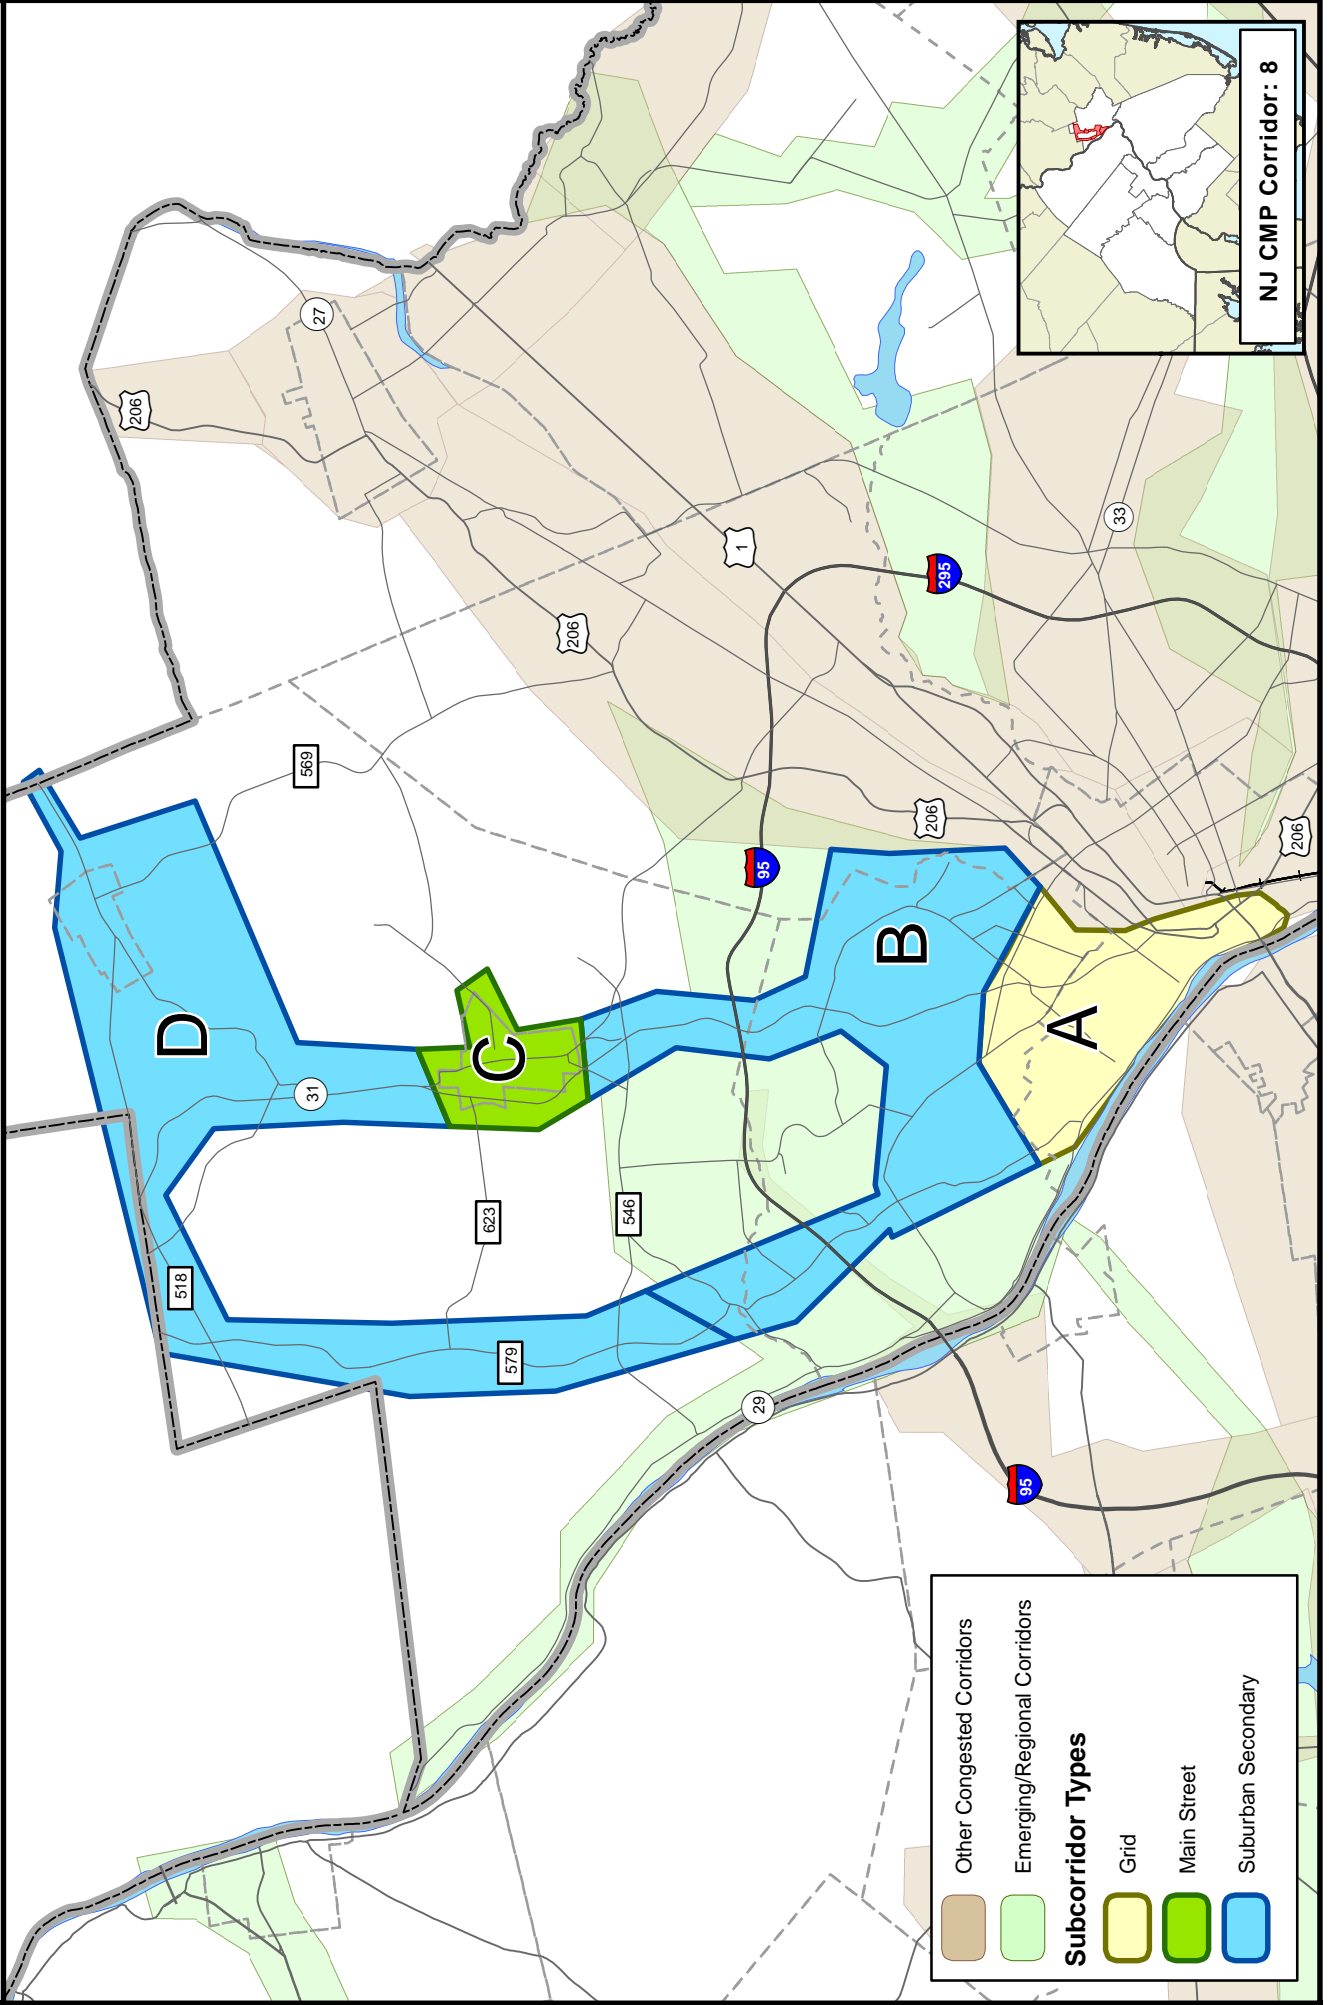 206
27
1
295
33
206
569
95
206
206
D
31
C
B
A
518
623
546
579
29
95
NJ CMP Corridor: 8
Other Congested Corridors
Emerging/Regional Corridors
Subcorridor Types
Grid
Main Street
Suburban Secondary